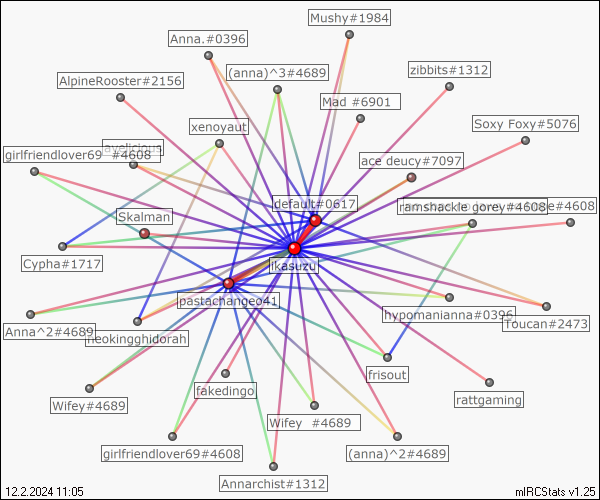 Mushy#1984
Anna.#0396
(anna)^3#4689
zibbits#1312
AlpineRooster#2156
Mad #6901
Soxy Foxy#5076
xenoyaut
girlfriendlover69 #4608
ace deucy#7097
default#0617
ramshackle gorey#4608
#4608
Skalman
Cypha#1717
ikasuzu
pastachangeo41
Anna^2#4689
neokingghidorah
hypomanianna#0396
Toucan#2473
frisout
fakedingo
rattgaming
Wifey#4689
Wifey #4689
girlfriendlover69#4608
(anna)^2#4689
Annarchist#1312
12.2.2024 11:05
mIRCStats v1.25